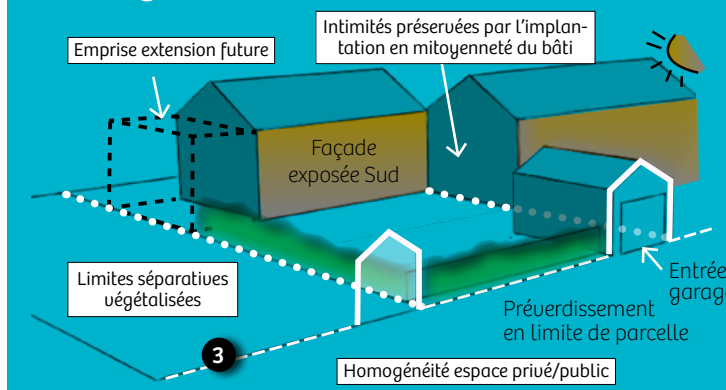 Intimités préservées par l'implan-
tation en mitoyenneté du bâti
Emprise extension future
Façade
exposée Sud
Limites séparatives
végétalisées
Entrée
Préverdissement
en limite de parcelle
3
Homogénéité espace privé/public